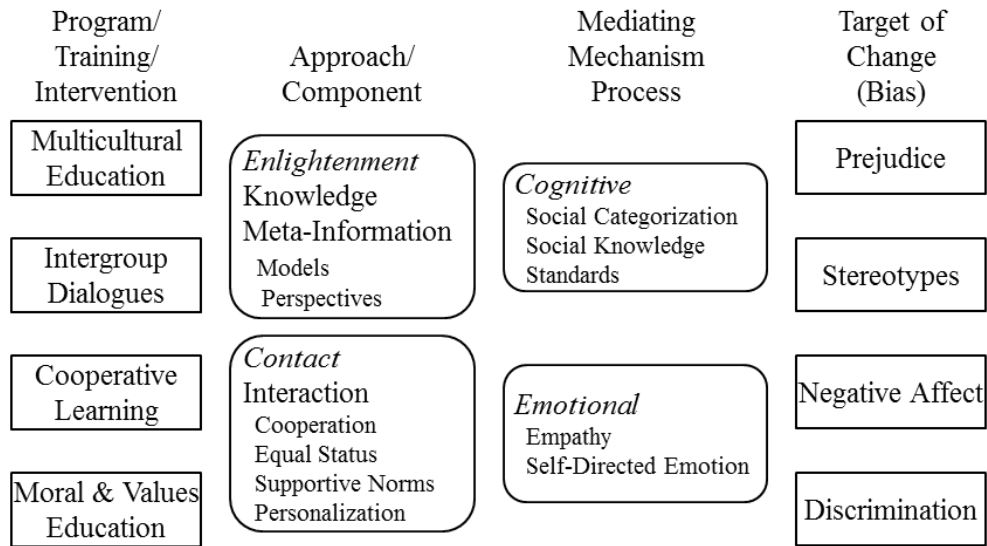 Program/
Training/
Intervention
Approach/
Component
Mediating
Mechanism
Process
Target of
Change
(Bias)
Multicultural
Education
Intergroup
Dialogues
Cooperative
Learning
Moral & Values
Education
Enlightenment
Knowledge
Meta-Information
Models
Perspectives
Contact
Interaction
Cooperation
Equal Status
Supportive Norms
Personalization
Cognitive
Social Categorization
Social Knowledge
Standards
Emotional
Empathy
Self-Directed Emotion
Prejudice
Stereotypes
Negative Affect
Discrimination